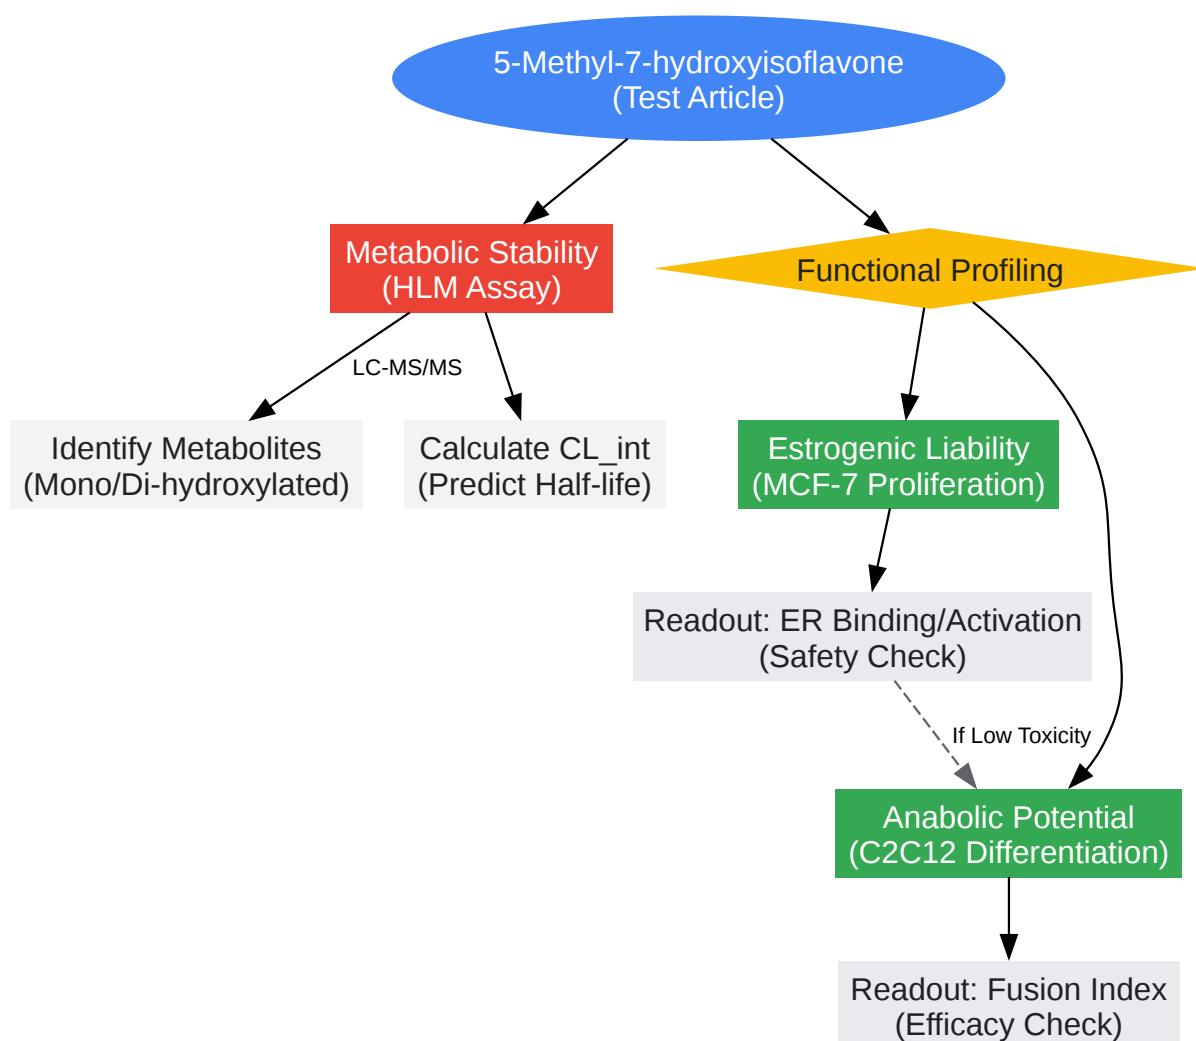 5-Methyl-7-hydroxyisoflavone
(Test Article)
Metabolic Stability
(HLM Assay)
Functional Profiling
LC-MS/MS
Identify Metabolites
(Mono/Di-hydroxylated)
Calculate CL_int
(Predict Half-life)
Estrogenic Liability
(MCF-7 Proliferation)
Readout: ER Binding/Activation
(Safety Check)
If Low Toxicity
Anabolic Potential
(C2C12 Differentiation)
Readout: Fusion Index
(Efficacy Check)